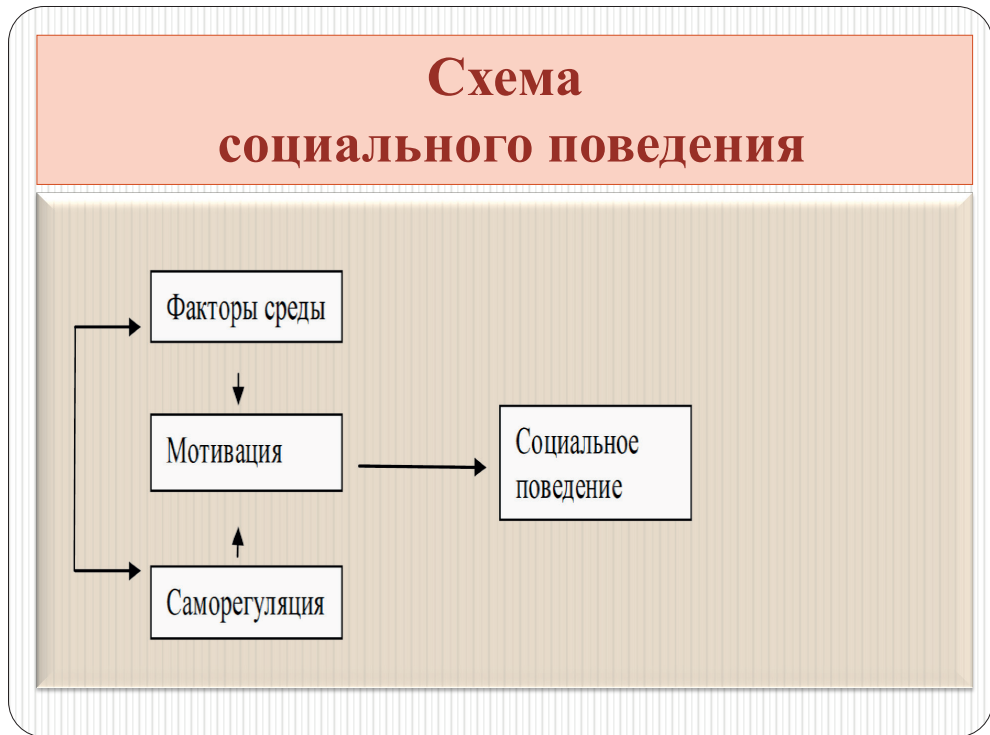 Схема
социального поведения
Факторы среды
Мотивация
Социальное
поведение
Саморегуляция